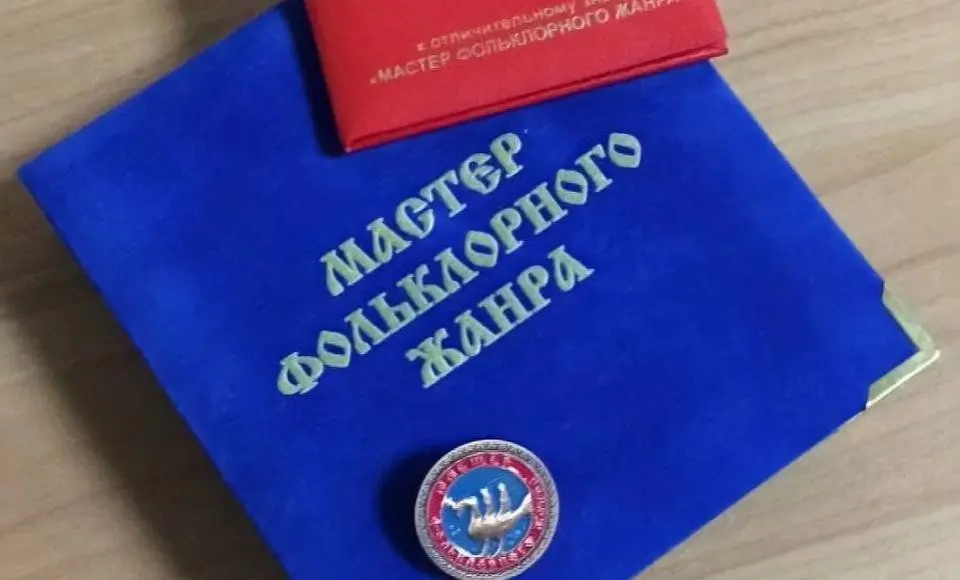 к отличительному
«МАСТЕР ФОЛЬКЛОРНОГО ЖАНРА
МАСТЕР
ФОЛЬКЛОРНОГО
ЖАНРА